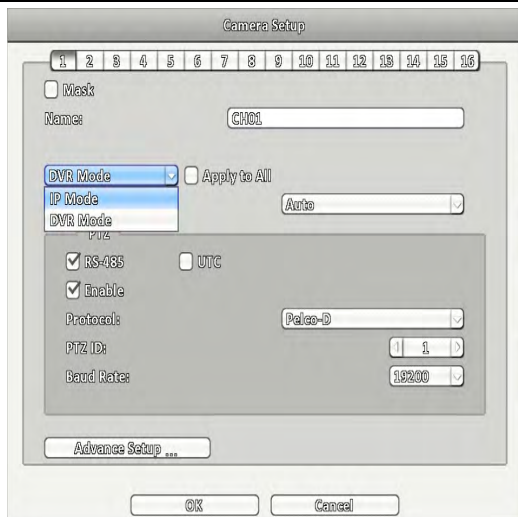 Camera Setup
1 2 3 4 5 6 7 8 9 10 11 12 13 14 15 16
Mask
Name: CH01
DVR Mode Apply to All
IP Mode
Auto
DVR Mode
PTZ
RS-485 UTC
Enable
Protocol: Pelco-D
PTZ ID: 1
Baud Rate: 19200
Advance Setup ...
OK Cancel